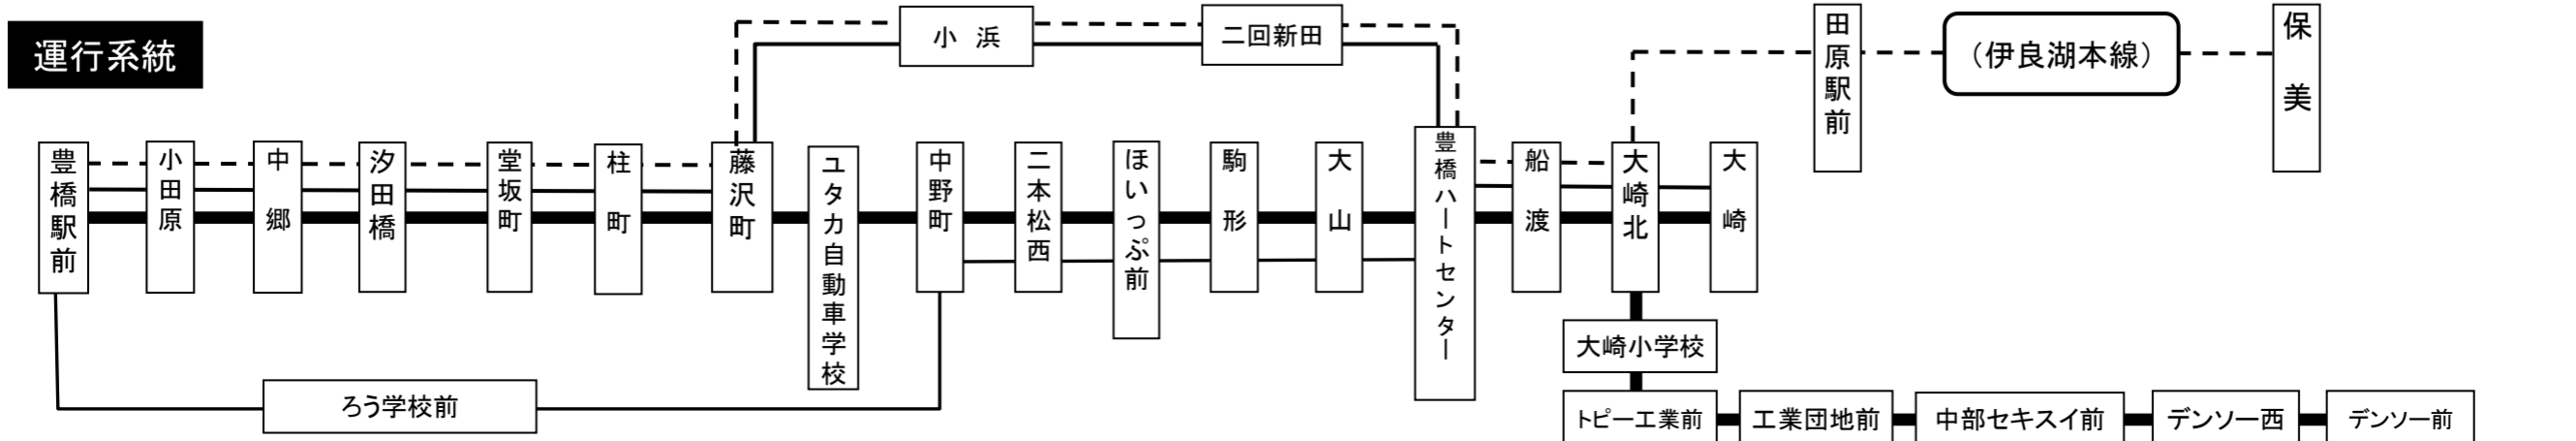 運行系統
小 浜
二回新田
田原駅前
(伊良湖本線)
保 美
豊橋駅前
小田原
中 郷
汐田橋
堂坂町
柱 町
藤沢町
ユタカ自動車学校
中野町
二本松西
ほいっぷ前
駒 形
大 山
豊橋ハートセンター
船 渡
大崎北
大 崎
大崎小学校
ろう学校前
トピー工業前
工業団地前
中部セキスイ前
デンソー西
デンソー前